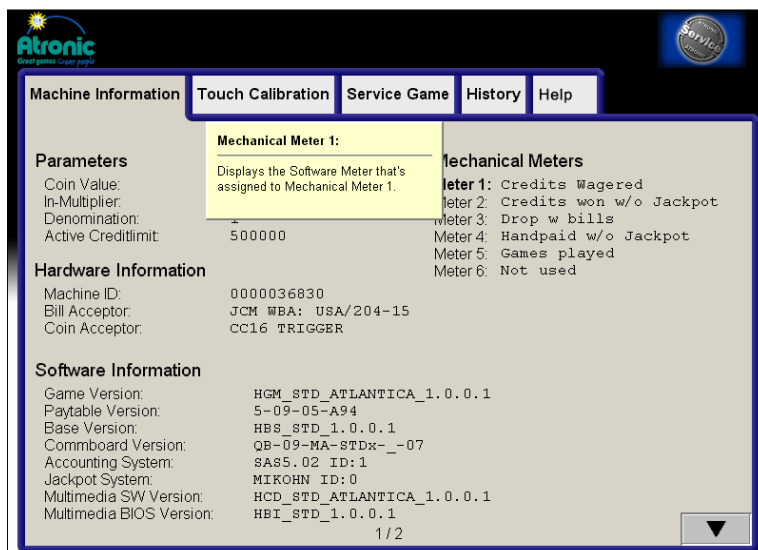 Atronic
Great games Great people
ATRONIC
Service
ATRONIC
Machine Information Touch Calibration Service Game History Help
Mechanical Meter 1:
Displays the Software Meter that's
assigned to Mechanical Meter 1.
Parameters
Coin Value:
In-Multiplier:
Denomination: 1
Active Creditlimit: 500000
Mechanical Meters
Meter 1: Credits Wagered
Meter 2: Credits won w/o Jackpot
Meter 3: Drop w bills
Meter 4: Handpaid w/o Jackpot
Meter 5: Games played
Meter 6: Not used
Hardware Information
Machine ID: 0000036830
Bill Acceptor: JCM WBA: USA/204-15
Coin Acceptor: CC16 TRIGGER
Software Information
Game Version: HGM_STD_ATLANTICA_1.0.0.1
Paytable Version: 5-09-05-A94
Base Version: HBS_STD_1.0.0.1
Commboard Version: QB-09-MA-STDx-_-07
Accounting System: SAS5.02 ID:1
Jackpot System: MIKOHN ID:0
Multimedia SW Version: HCD_STD_ATLANTICA_1.0.0.1
Multimedia BIOS Version: HBI_STD_1.0.0.1
1/2